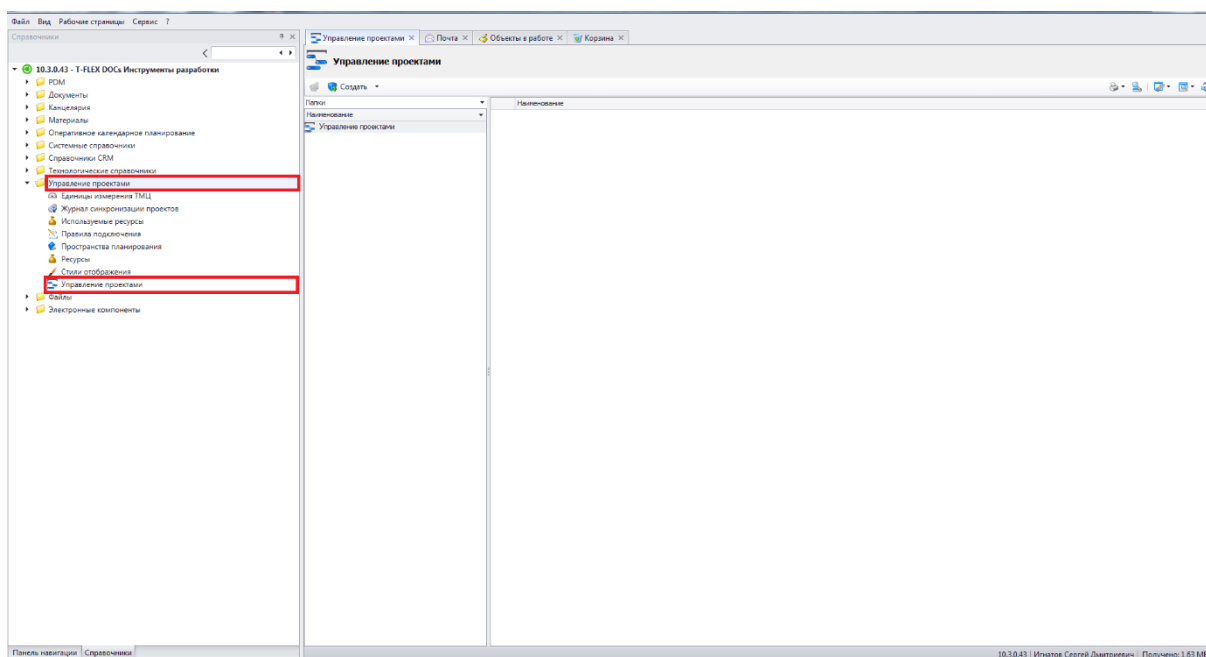 Файл Вид Рабочие страницы Сервис ?
Справочники
10.3.0.43 - T-FLEX DOCs Инструменты разработки
PDM
Документы
Канцелярия
Материалы
Оперативное календарное планирование
Системные справочники
Справочники CRM
Технологические справочники
Управление проектами
Единицы измерения ТМЦ
Журнал синхронизации проектов
Используемые ресурсы
Правила подключения
Пространства планирования
Ресурсы
Стили отображения
Управление проектами
Файлы
Электронные компоненты
Панель навигации Справочники
Управление проектами Почта Объекты в работе Корзина
Управление проектами
Создать
Папки
Наименование
Наименование
Управление проектами
10.3.0.43 | Игнатов Сергей Дмитриевич | Получено: 1.63 МБ